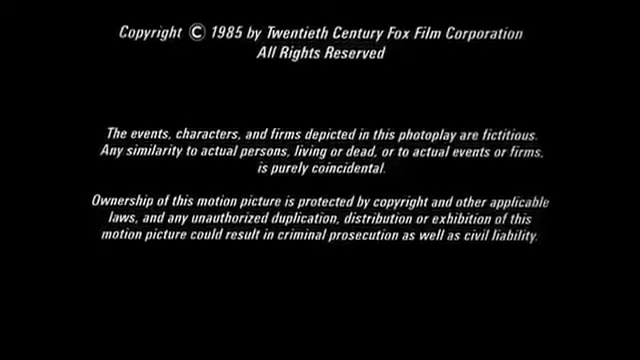 Copyright © 1985 by Twentieth Century Fox Film Corporation
All Rights Reserved
The events, characters, and firms depicted in this photoplay are fictitious.
Any similarity to actual persons, living or dead, or to actual events or firms,
is purely coincidental.
Ownership of this motion picture is protected by copyright and other applicable
laws, and any unauthorized duplication, distribution or exhibition of this
motion picture could result in criminal prosecution as well as civil liability.